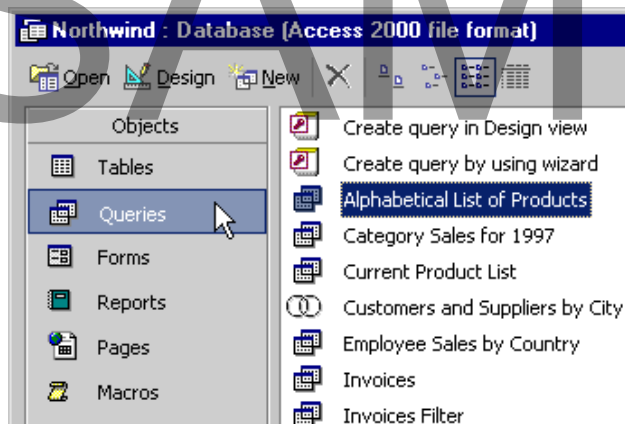 Northwind : Database (Access 2000 file format)
Open Design New
Objects
Tables
Queries
Forms
Reports
Pages
Macros
Create query in Design view
Create query by using wizard
Alphabetical List of Products
Category Sales for 1997
Current Product List
Customers and Suppliers by City
Employee Sales by Country
Invoices
Invoices Filter